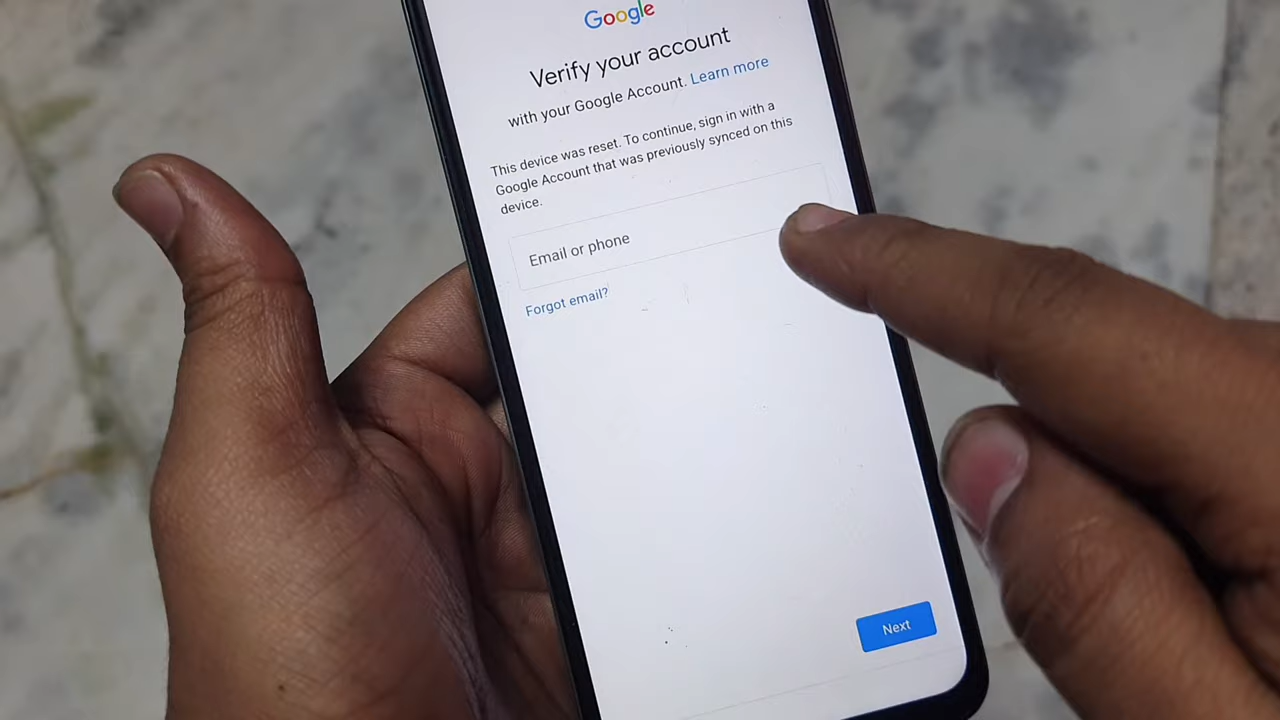 Google
Verify your account
with your Google Account. Learn more
This device was reset. To continue, sign in with a
Google Account that was previously synced on this
device.
Email or phone
Forgot email?
Next